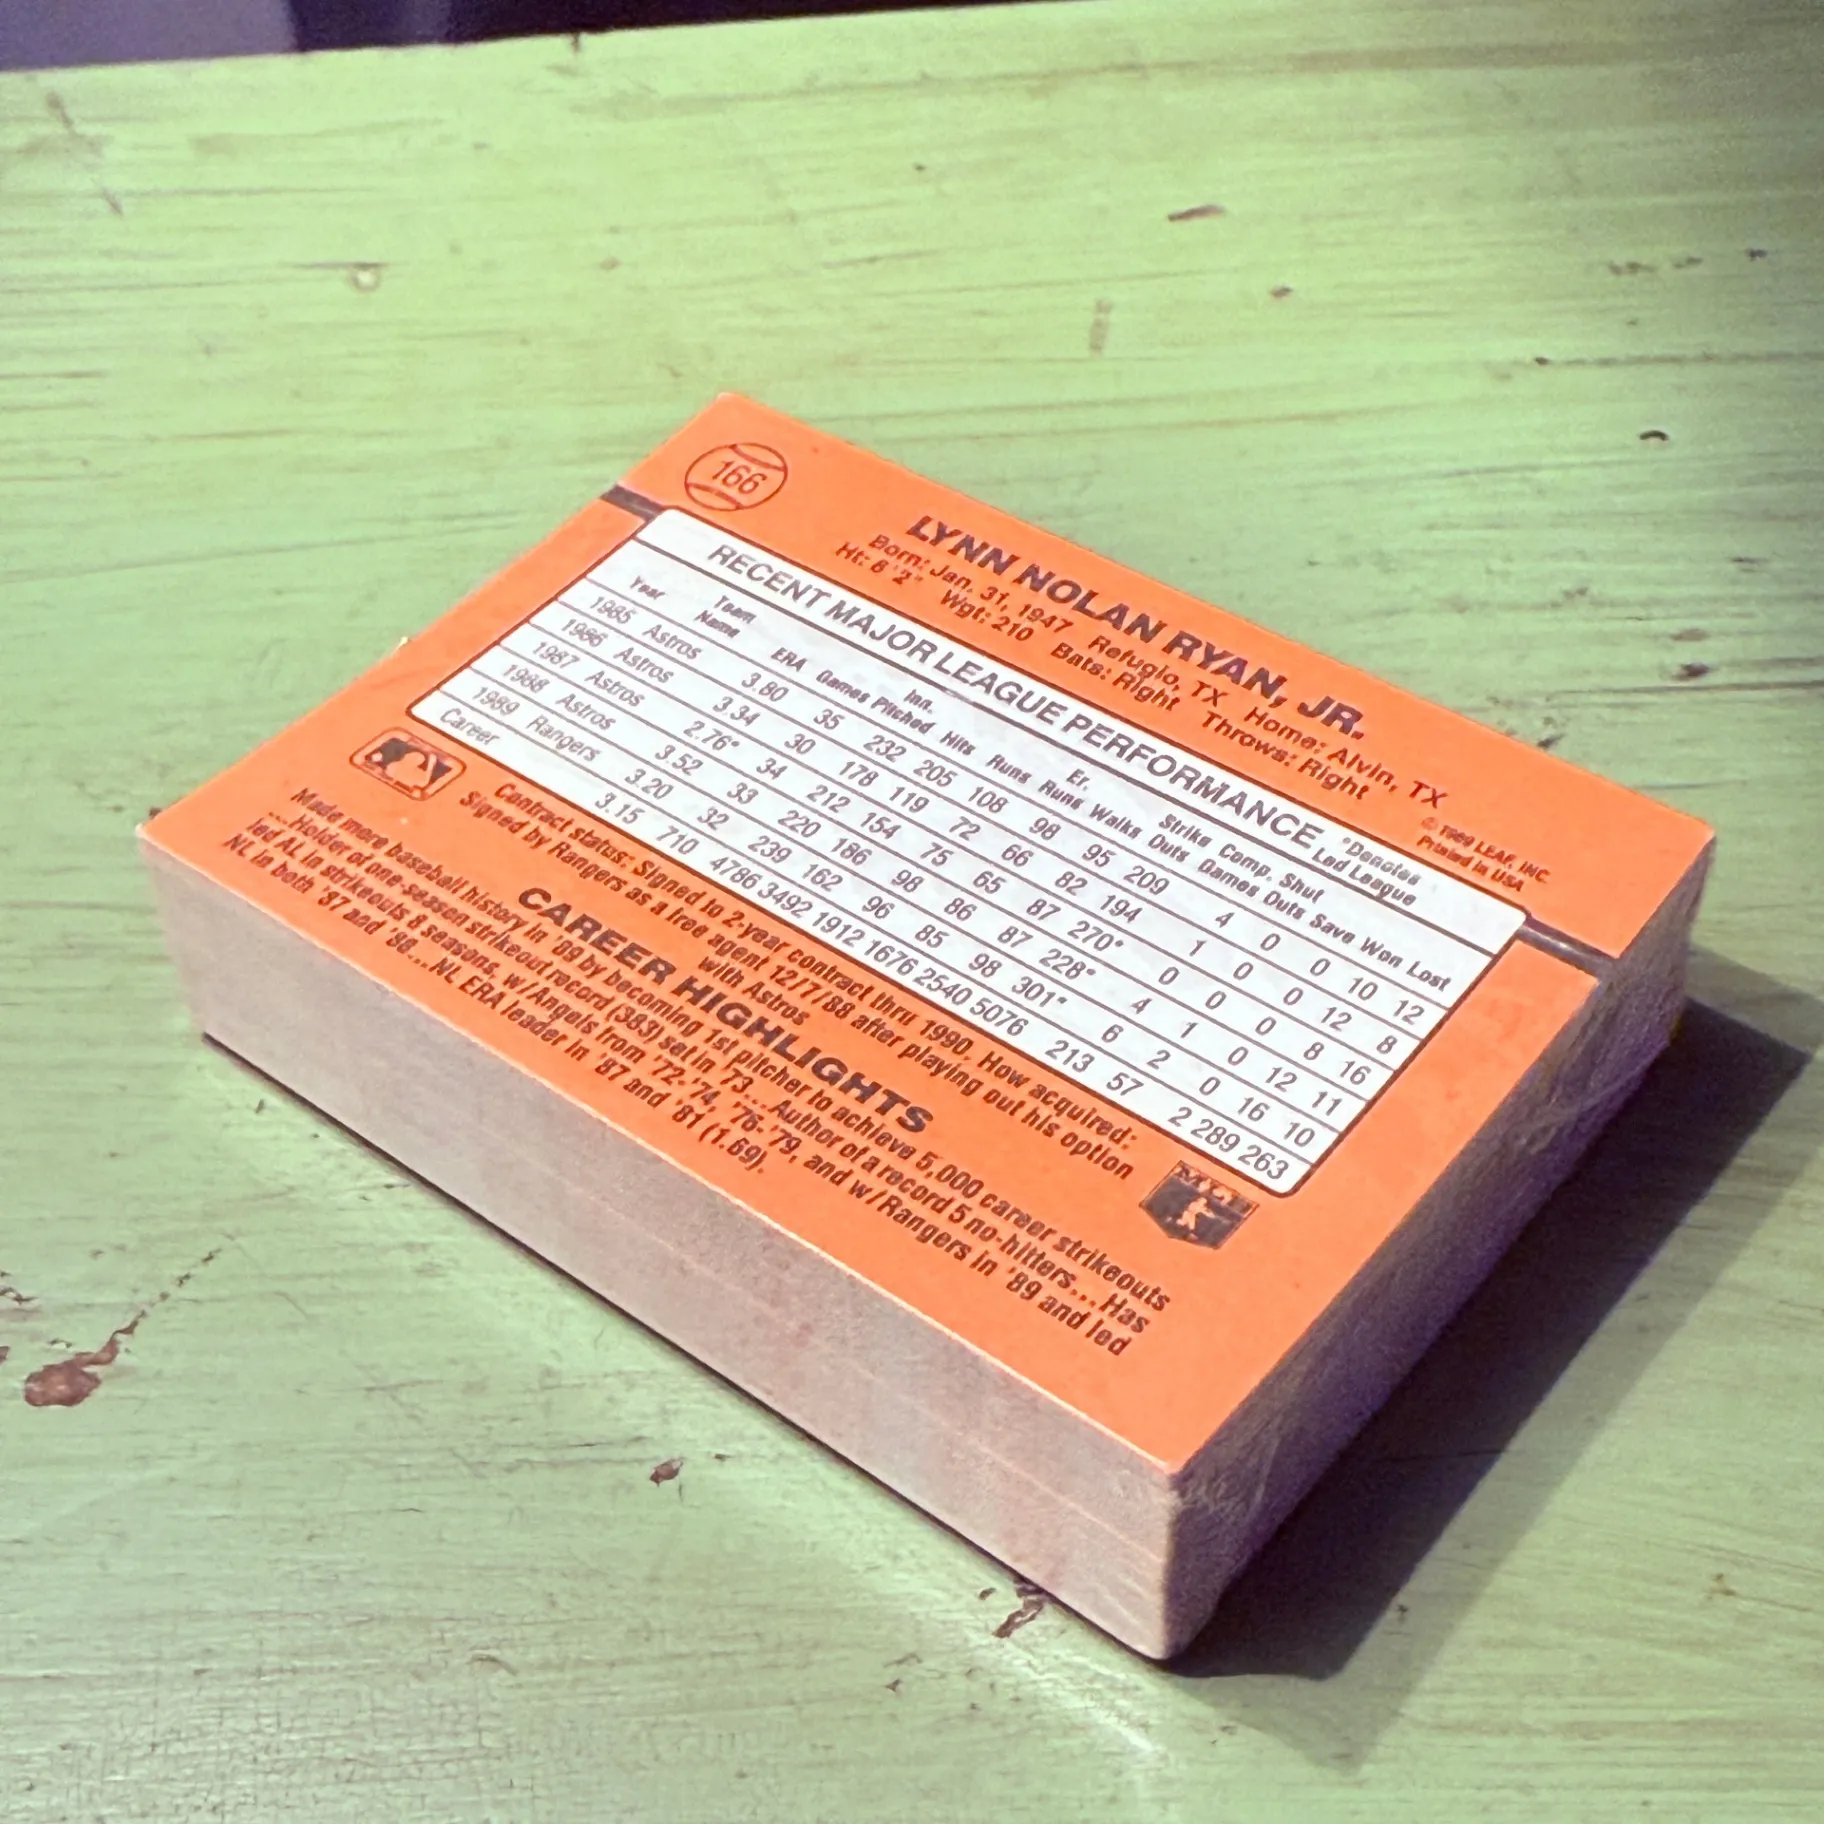 166
LYNN NOLAN RYAN, JR.
Born: Jan. 31, 1947 Refugio, TX Home: Alvin, TX
Ht: 6'2" Wgt: 210 Bats: Right Throws: Right
© 1989 LEAF, INC.
Printed in USA
RECENT MAJOR LEAGUE PERFORMANCE *Denotes Led League
Year Team Name ERA Games Inn. Pitched Hits Runs Er. Runs Walks Strike Outs Comp. Games Shut Outs Save Won Lost
1985 Astros 3.80 35 232 205 108 98 95 209 4 0 0 10 12
1986 Astros 3.34 30 178 119 72 66 82 194 1 0 0 12 8
1987 Astros 2.76* 34 212 154 75 65 87 270* 0 0 0 8 16
1988 Astros 3.52 33 220 186 98 86 87 228* 4 1 0 12 11
1989 Rangers 3.20 32 239 162 96 85 98 301* 6 2 0 16 10
Career 3.15 710 4786 3492 1912 1676 2540 5076 213 57 2 289 263
Contract status: Signed to 2-year contract thru 1990. How acquired:
Signed by Rangers as a free agent 12/7/88 after playing out his option
with Astros
CAREER HIGHLIGHTS
Made more baseball history in '89 by becoming 1st pitcher to achieve 5,000 career strikeouts
...Holder of one-season strikeout record (383) set in '73...Author of a record 5 no-hitters...Has
led AL in strikeouts 8 seasons, w/Angels from '72-'74, '76-'79, and w/Rangers in '89 and led
NL in both '87 and '88...NL ERA leader in '87 and '81 (1.69).